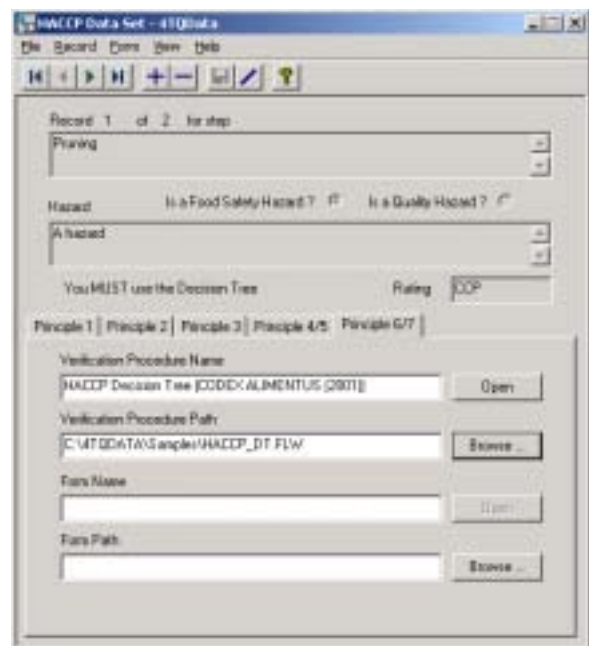 HACCP Data Set - 4TQData
File Record Form View Help
Record 1 of 2 for step
Pruning
Hazard Is a Food Safety Hazard ? Is a Quality Hazard ?
A hazard
You MUST use the Decision Tree Rating CCP
Principle 1 Principle 2 Principle 3 Principle 4/5 Principle 6/7
Verification Procedure Name
HACCP Decision Tree (CODEX ALIMENTUS (2001)) Open
Verification Procedure Path
C:\4TQDATA\Samples\HACCP_DT.FLW Browse ...
Form Name
Open
Form Path
Browse ...